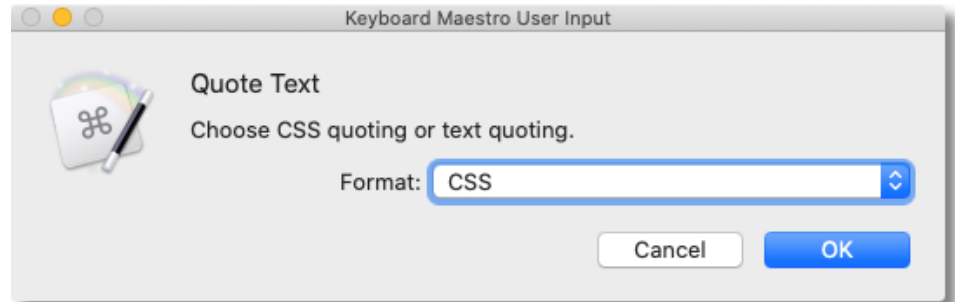 Keyboard Maestro User Input
Quote Text
Choose CSS quoting or text quoting.
Format: CSS
Cancel OK